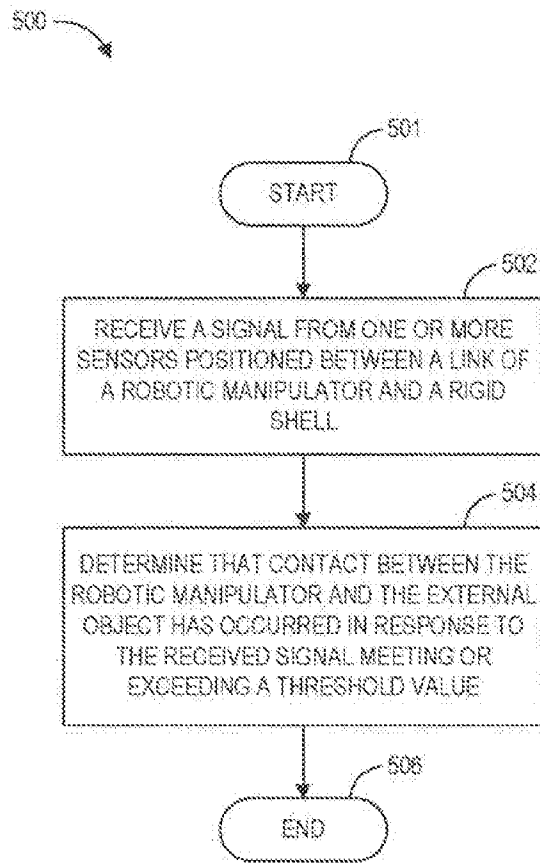 500
501
START
502
RECEIVE A SIGNAL FROM ONE OR MORE
SENSORS POSITIONED BETWEEN A LINK OF
A ROBOTIC MANIPULATOR AND A RIGID
SHELL
504
DETERMINE THAT CONTACT BETWEEN THE
ROBOTIC MANIPULATOR AND THE EXTERNAL
OBJECT HAS OCCURRED IN RESPONSE TO
THE RECEIVED SIGNAL MEETING OR
EXCEEDING A THRESHOLD VALUE
506
END